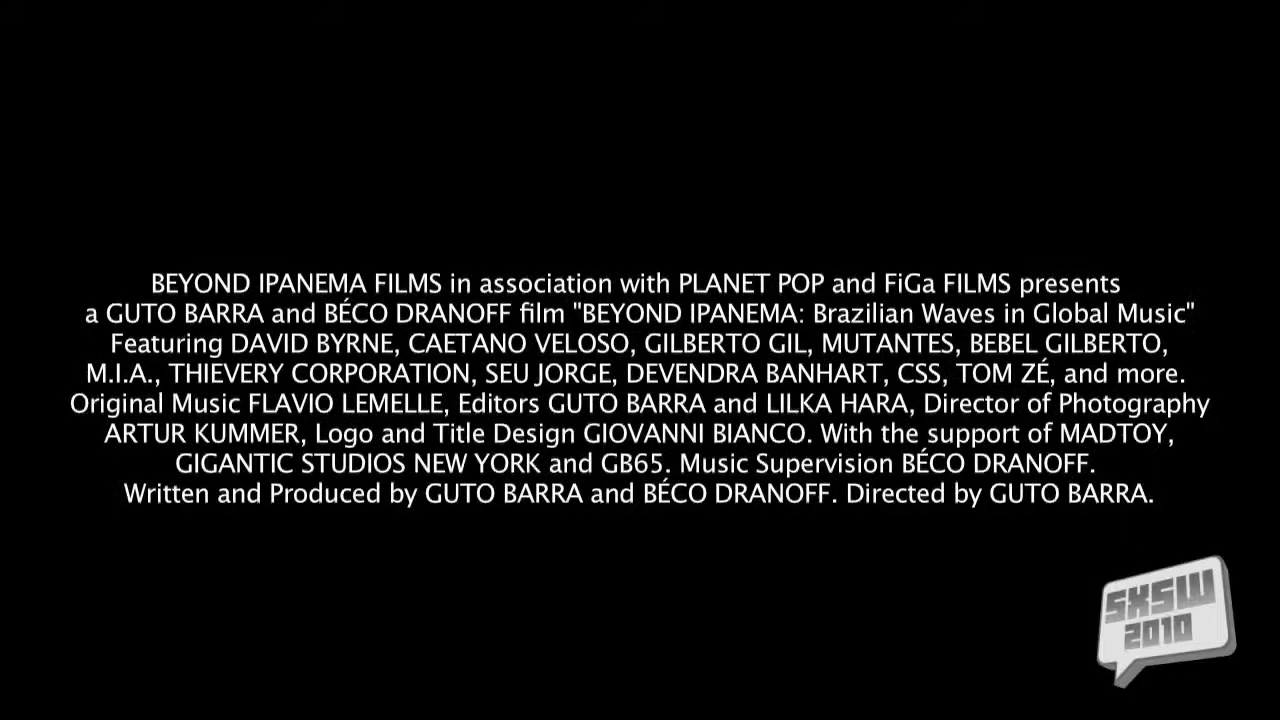 BEYOND IPANEMA FILMS in association with PLANET POP and FiGa FILMS presents
a GUTO BARRA and BÉCO DRANOFF film "BEYOND IPANEMA: Brazilian Waves in Global Music"
Featuring DAVID BYRNE, CAETANO VELOSO, GILBERTO GIL, MUTANTES, BEBEL GILBERTO,
M.I.A., THIEVERY CORPORATION, SEU JORGE, DEVENDRA BANHART, CSS, TOM ZÉ, and more.
Original Music FLAVIO LEMELLE, Editors GUTO BARRA and LILKA HARA, Director of Photography
ARTUR KUMMER, Logo and Title Design GIOVANNI BIANCO. With the support of MADTOY,
GIGANTIC STUDIOS NEW YORK and GB65. Music Supervision BÉCO DRANOFF.
Written and Produced by GUTO BARRA and BÉCO DRANOFF. Directed by GUTO BARRA.
SXSW
2010